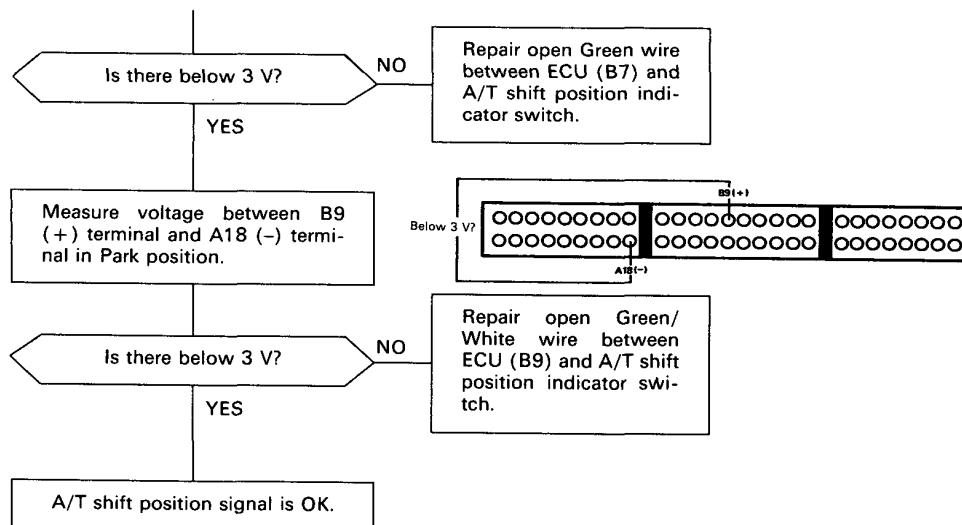 Is there below 3 V?
NO
Repair open Green wire
between ECU (B7) and
A/T shift position indi-
cator switch.
YES
Measure voltage between B9
(+) terminal and A18 (–) termi-
nal in Park position.
B9(+)
Below 3 V?
A18(–)
Is there below 3 V?
NO
Repair open Green/
White wire between
ECU (B9) and A/T shift
position indicator swi-
tch.
YES
A/T shift position signal is OK.